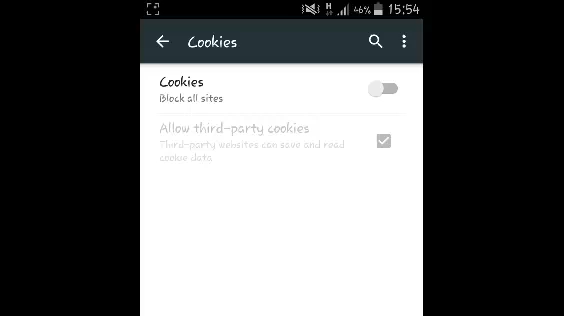 H 46% 15:54
Cookies
Cookies
Block all sites
Allow third-party cookies
Third-party websites can save and read
cookie data